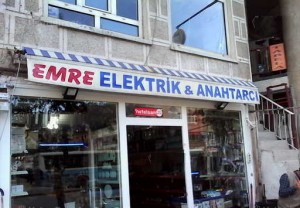 EMRE ELEKTRİK & ANAHTARCI